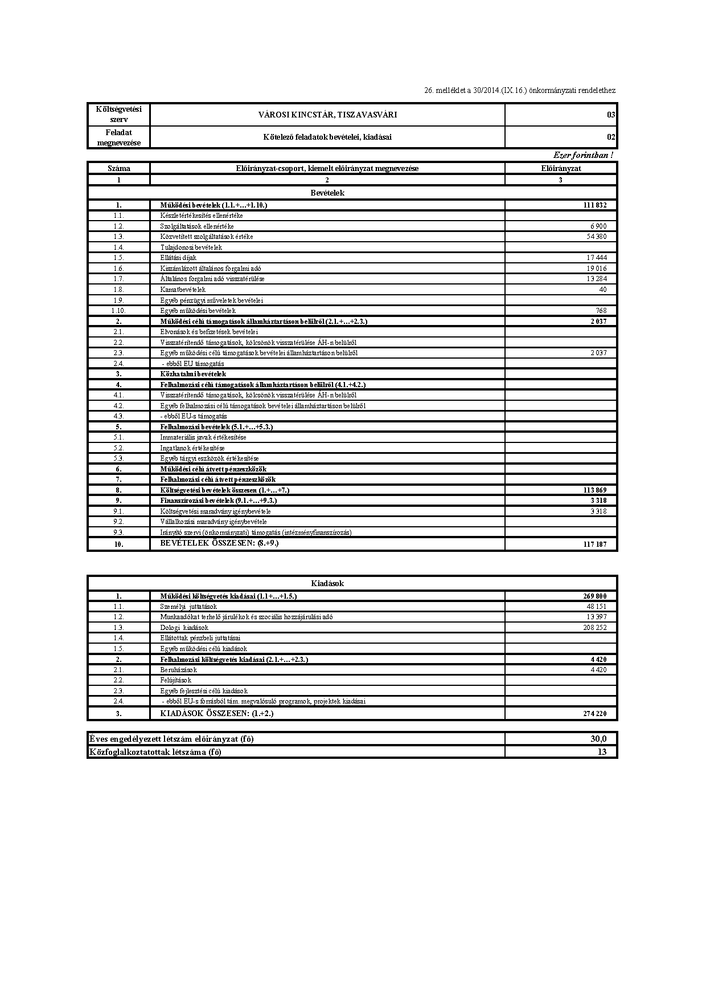 26. melléklet a 30/2014.(IX.16.) önkormányzati rendelethez
Költségvetési szerv VÁROSI KINCSTÁR, TISZAVASVÁRI 03
Feladat megnevezése Kötelező feladatok bevételei, kiadásai 02
Ezer forintban !
Száma Előirányzat-csoport, kiemelt előirányzat megnevezése Előirányzat
1 2 3
Bevételek
1. Működési bevételek (1.1.+…+1.10.) 111 832
1.1. Készletértékesítés ellenértéke
1.2. Szolgáltatások ellenértéke 6 900
1.3. Közvetített szolgáltatások értéke 54 380
1.4. Tulajdonosi bevételek
1.5. Ellátási díjak 17 444
1.6. Kiszámlázott általános forgalmi adó 19 016
1.7. Általános forgalmi adó visszatérülése 13 284
1.8. Kamatbevételek 40
1.9. Egyéb pénzügyi műveletek bevételei
1.10. Egyéb működési bevételek 768
2. Működési célú támogatások államháztartáson belülről (2.1.+…+2.3.) 2 037
2.1. Elvonások és befizetések bevételei
2.2. Visszatérítendő támogatások, kölcsönök visszatérülése ÁH-n belülről
2.3. Egyéb működési célú támogatások bevételei államháztartáson belülről 2 037
2.4. - ebből EU támogatás
3. Közhatalmi bevételek
4. Felhalmozási célú támogatások államháztartáson belülről (4.1.+4.2.)
4.1. Visszatérítendő támogatások, kölcsönök visszatérülése ÁH-n belülről
4.2. Egyéb felhalmozási célú támogatások bevételei államháztartáson belülről
4.3. - ebből EU-s támogatás
5. Felhalmozási bevételek (5.1.+…+5.3.)
5.1. Immateriális javak értékesítése
5.2. Ingatlanok értékesítése
5.3. Egyéb tárgyi eszközök értékesítése
6. Működési célú átvett pénzeszközök
7. Felhalmozási célú átvett pénzeszközök
8. Költségvetési bevételek összesen (1.+…+7.) 113 869
9. Finanszírozási bevételek (9.1.+…+9.3.) 3 318
9.1. Költségvetési maradvány igénybevétele 3 318
9.2. Vállalkozási maradvány igénybevétele
9.3. Irányító szervi (önkormányzati) támogatás (intézményfinanszírozás)
10. BEVÉTELEK ÖSSZESEN: (8.+9.) 117 187
Kiadások
1. Működési költségvetés kiadásai (1.1+…+1.5.) 269 800
1.1. Személyi juttatások 48 151
1.2. Munkaadókat terhelő járulékok és szociális hozzájárulási adó 13 397
1.3. Dologi kiadások 208 252
1.4. Ellátottak pénzbeli juttatásai
1.5. Egyéb működési célú kiadások
2. Felhalmozási költségvetés kiadásai (2.1.+…+2.3.) 4 420
2.1. Beruházások 4 420
2.2. Felújítások
2.3. Egyéb fejlesztési célú kiadások
2.4. - ebből EU-s forrásból tám. megvalósuló programok, projektek kiadásai
3. KIADÁSOK ÖSSZESEN: (1.+2.) 274 220
Éves engedélyezett létszám előirányzat (fő) 30,0
Közfoglalkoztatottak létszáma (fő) 13